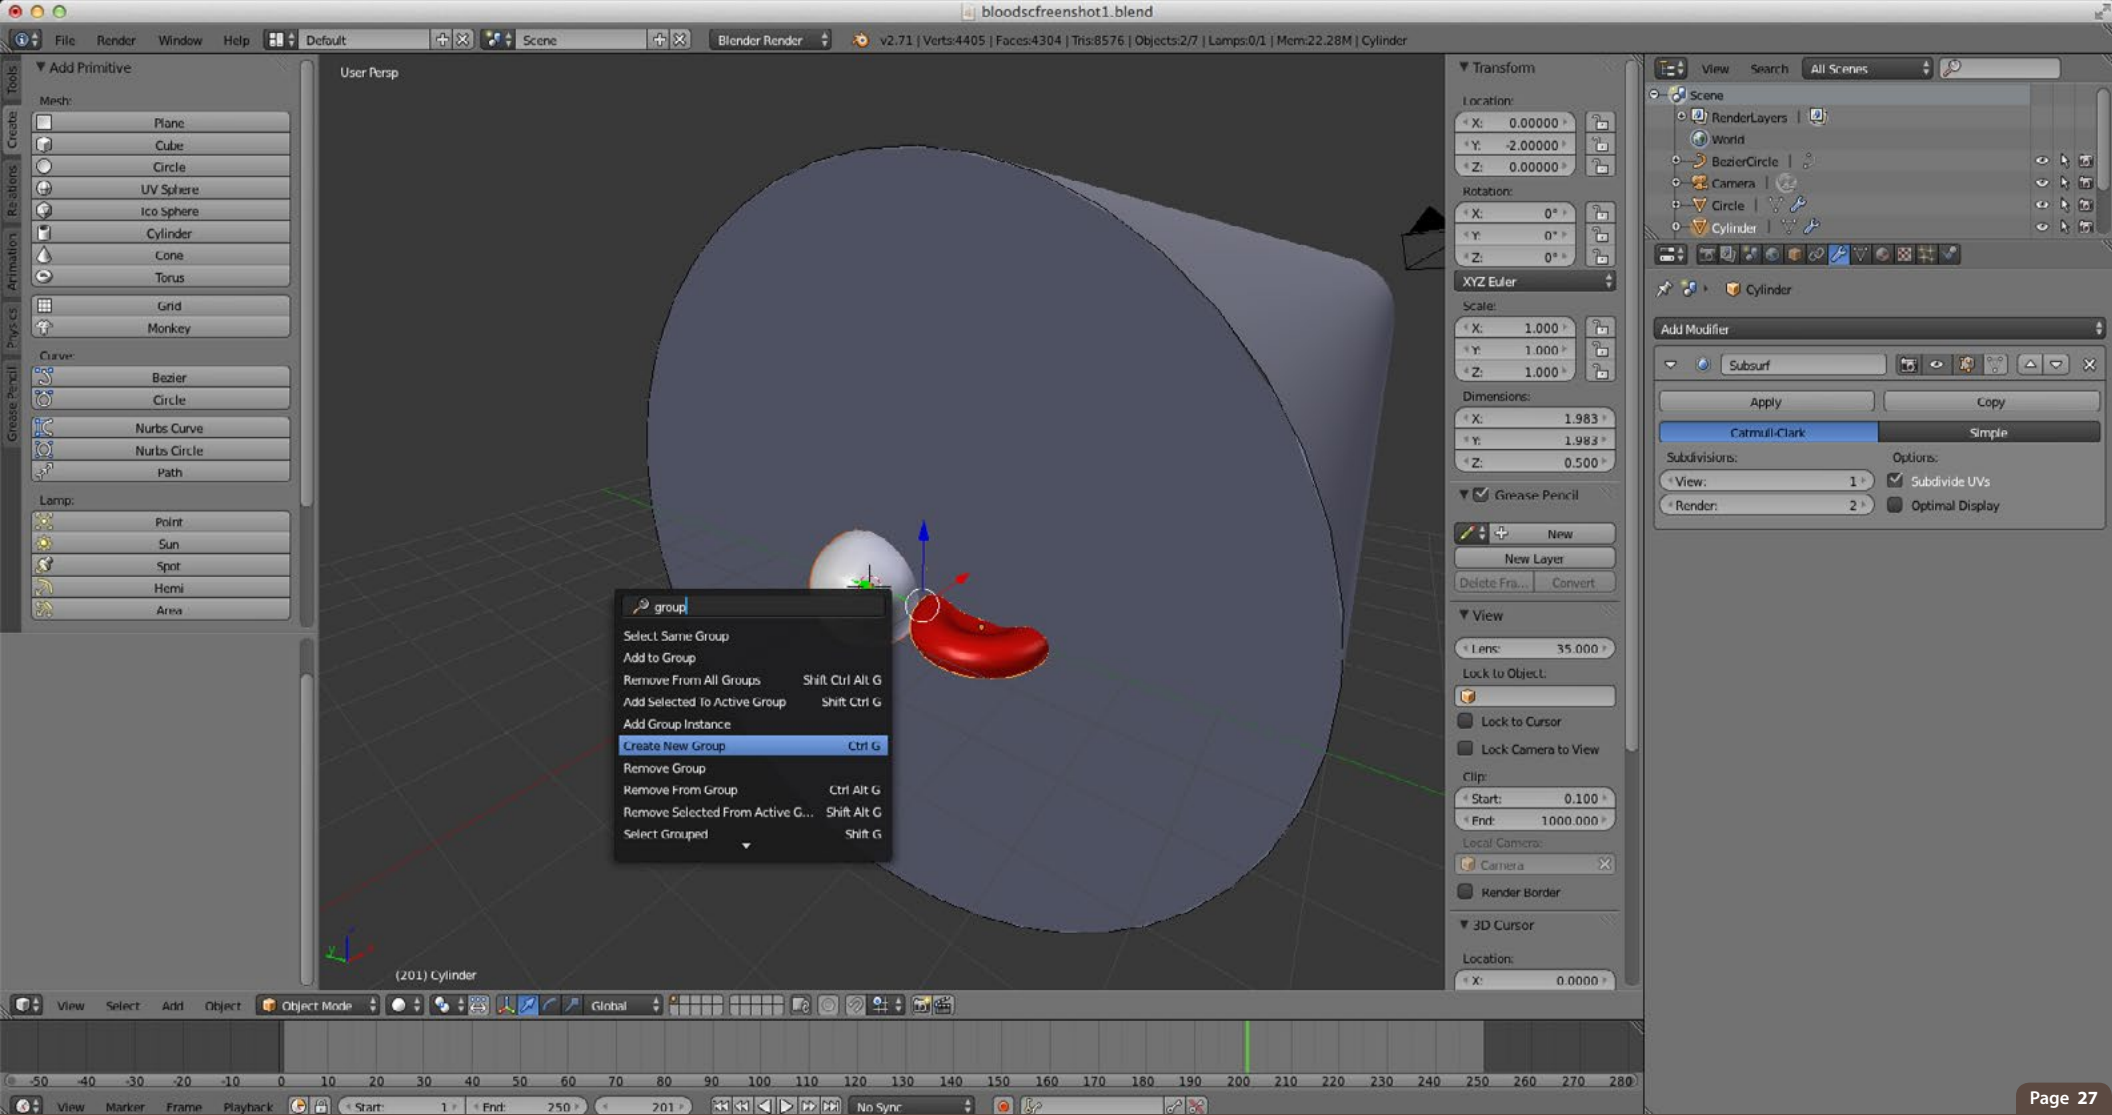 bloodscfreenshot1.blend
File Render Window Help Default Scene Blender Render v2.71 | Verts:4405 | Faces:4304 | Tris:8576 | Objects:2/7 | Lamps:0/1 | Mem:22.28M | Cylinder
Tools
Create
Relations
Animation
Physics
Grease Pencil
Add Primitive
Mesh:
Plane
Cube
Circle
UV Sphere
Ico Sphere
Cylinder
Cone
Torus
Grid
Monkey
Curve:
Bezier
Circle
Nurbs Curve
Nurbs Circle
Path
Lamp:
Point
Sun
Spot
Hemi
Area
User Persp
group
Select Same Group
Add to Group
Remove From All Groups Shift Ctrl Alt G
Add Selected To Active Group Shift Ctrl G
Add Group Instance
Create New Group Ctrl G
Remove Group
Remove From Group Ctrl Alt G
Remove Selected From Active G... Shift Alt G
Select Grouped Shift G
(201) Cylinder
Transform
Location:
X: 0.00000
Y: -2.00000
Z: 0.00000
Rotation:
X: 0°
Y: 0°
Z: 0°
XYZ Euler
Scale:
X: 1.000
Y: 1.000
Z: 1.000
Dimensions:
X: 1.983
Y: 1.983
Z: 0.500
Grease Pencil
New
New Layer
Delete Fra... Convert
View
Lens: 35.000
Lock to Object:
Lock to Cursor
Lock Camera to View
Clip:
Start: 0.100
End: 1000.000
Local Camera:
Camera
Render Border
3D Cursor
Location:
X: 0.0000
View Search All Scenes
Scene
RenderLayers |
World
BezierCircle |
Camera |
Circle |
Cylinder |
Cylinder
Add Modifier
Subsurf
Apply Copy
Catmull-Clark Simple
Subdivisions: Options:
View: 1 Subdivide UVs
Render: 2 Optimal Display
View Select Add Object Object Mode Global
-50 -40 -30 -20 -10 0 10 20 30 40 50 60 70 80 90 100 110 120 130 140 150 160 170 180 190 200 210 220 230 240 250 260 270 280
View Marker Frame Playback Start: 1 End: 250 201 No Sync
Page 27